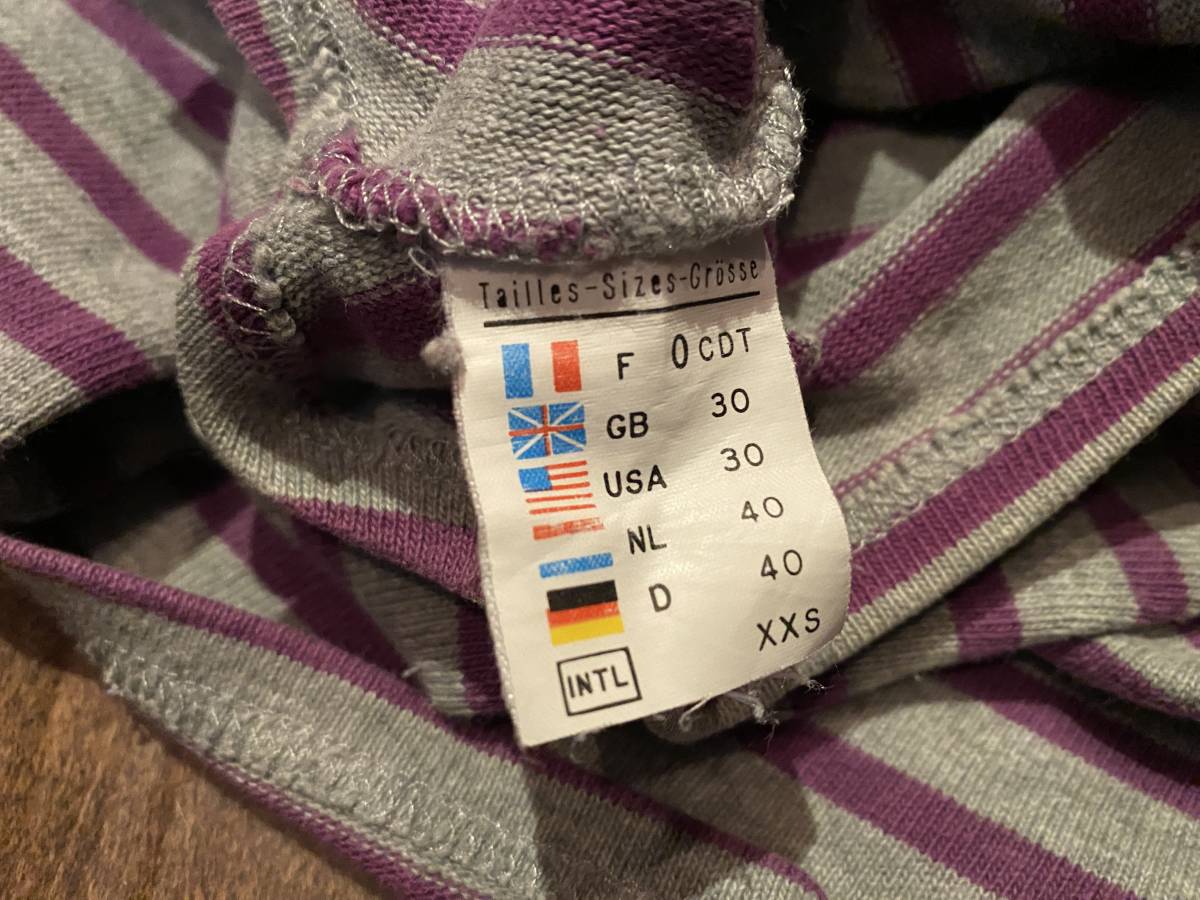 Tailles-Sizes-Grösse
F 0 CDT
GB 30
USA 30
NL 40
D 40
INTL XXS